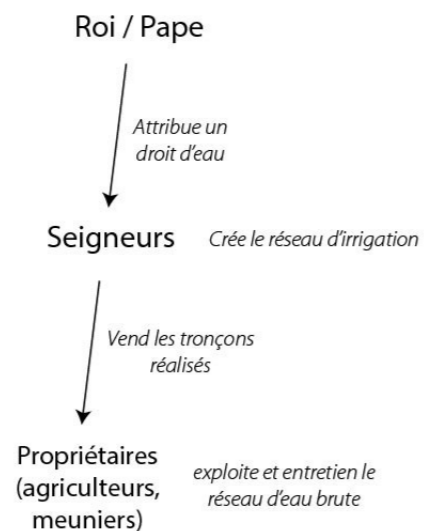 Roi / Pape
Attribue un
droit d'eau
Seigneurs
Crée le réseau d'irrigation
Vend les tronçons
réalisés
Propriétaires
(agriculteurs,
meuniers)
exploite et entretien le
réseau d'eau brute